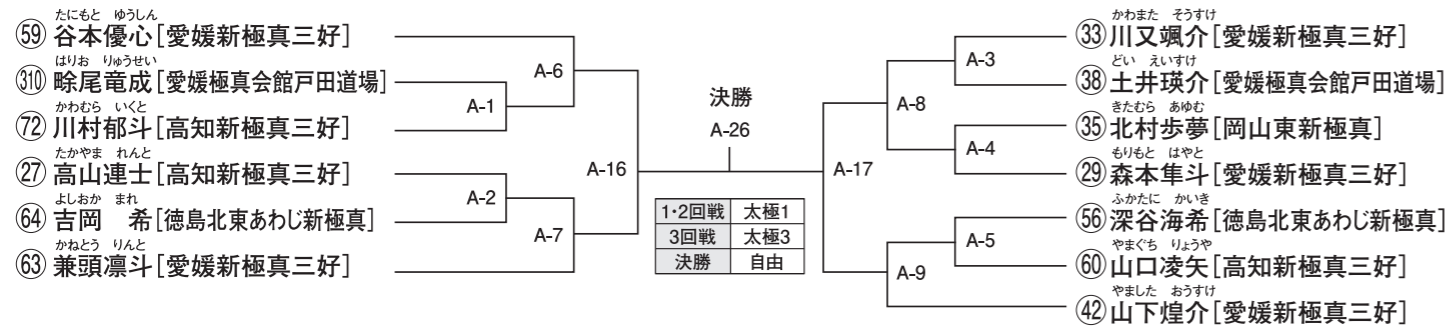 たにもと ゆうしん
㊾ 谷本優心[愛媛新極真三好]
はりお りゅうせい
310 畭尾竜成[愛媛極真会館戸田道場]
かわむら いくと
72 川村郁斗[高知新極真三好]
たかやま れんと
27 高山連士[高知新極真三好]
よしおか まれ
64 吉岡 希[徳島北東あわじ新極真]
かねとう りんと
63 兼頭凛斗[愛媛新極真三好]
A-6
A-1
A-2
A-7
A-16
決勝
A-26
1・2回戦 太極1
3回戦 太極3
決勝 自由
A-17
A-8
A-9
A-3
A-4
A-5
かわまた そうすけ
33 川又颯介[愛媛新極真三好]
どい えいすけ
38 土井瑛介[愛媛極真会館戸田道場]
きたむら あゆむ
35 北村歩夢[岡山東新極真]
もりもと はやと
29 森本隼斗[愛媛新極真三好]
ふかたに かいき
56 深谷海希[徳島北東あわじ新極真]
やまぐち りょうや
60 山口凌矢[高知新極真三好]
やました おうすけ
42 山下煌介[愛媛新極真三好]